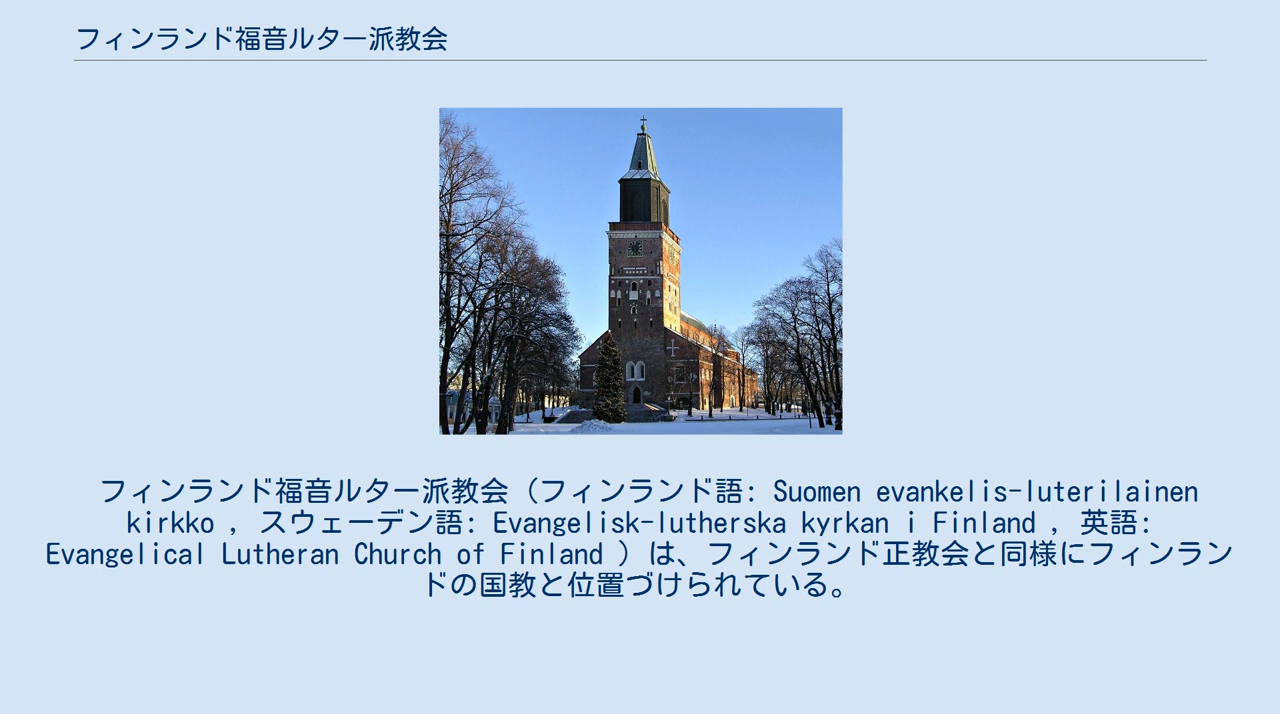 フィンランド福音ルター派教会
フィンランド福音ルター派教会（フィンランド語: Suomen evankelis-luterilainen
kirkko , スウェーデン語: Evangelisk-lutherska kyrkan i Finland , 英語:
Evangelical Lutheran Church of Finland ）は、フィンランド正教会と同様にフィンラン
ドの国教と位置づけられている。